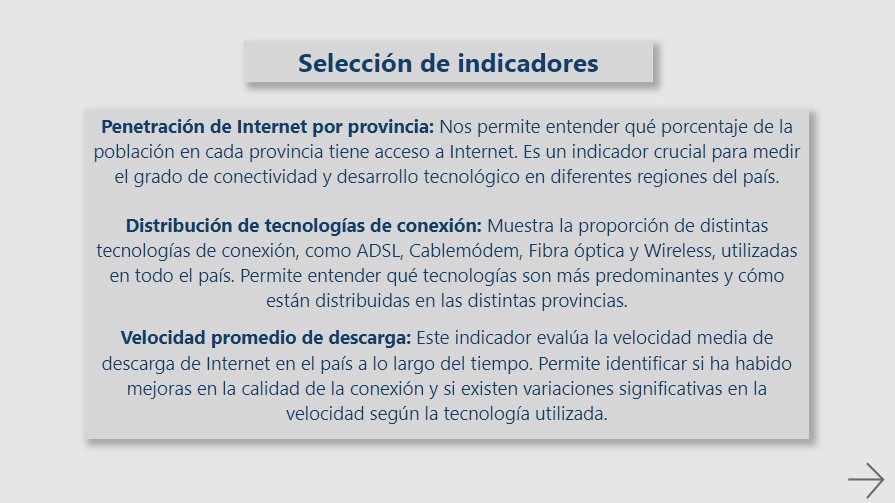 Selección de indicadores
Penetración de Internet por provincia: Nos permite entender qué porcentaje de la
población en cada provincia tiene acceso a Internet. Es un indicador crucial para medir
el grado de conectividad y desarrollo tecnológico en diferentes regiones del país.
Distribución de tecnologías de conexión: Muestra la proporción de distintas
tecnologías de conexión, como ADSL, Cablemódem, Fibra óptica y Wireless, utilizadas
en todo el país. Permite entender qué tecnologías son más predominantes y cómo
están distribuidas en las distintas provincias.
Velocidad promedio de descarga: Este indicador evalúa la velocidad media de
descarga de Internet en el país a lo largo del tiempo. Permite identificar si ha habido
mejoras en la calidad de la conexión y si existen variaciones significativas en la
velocidad según la tecnología utilizada.